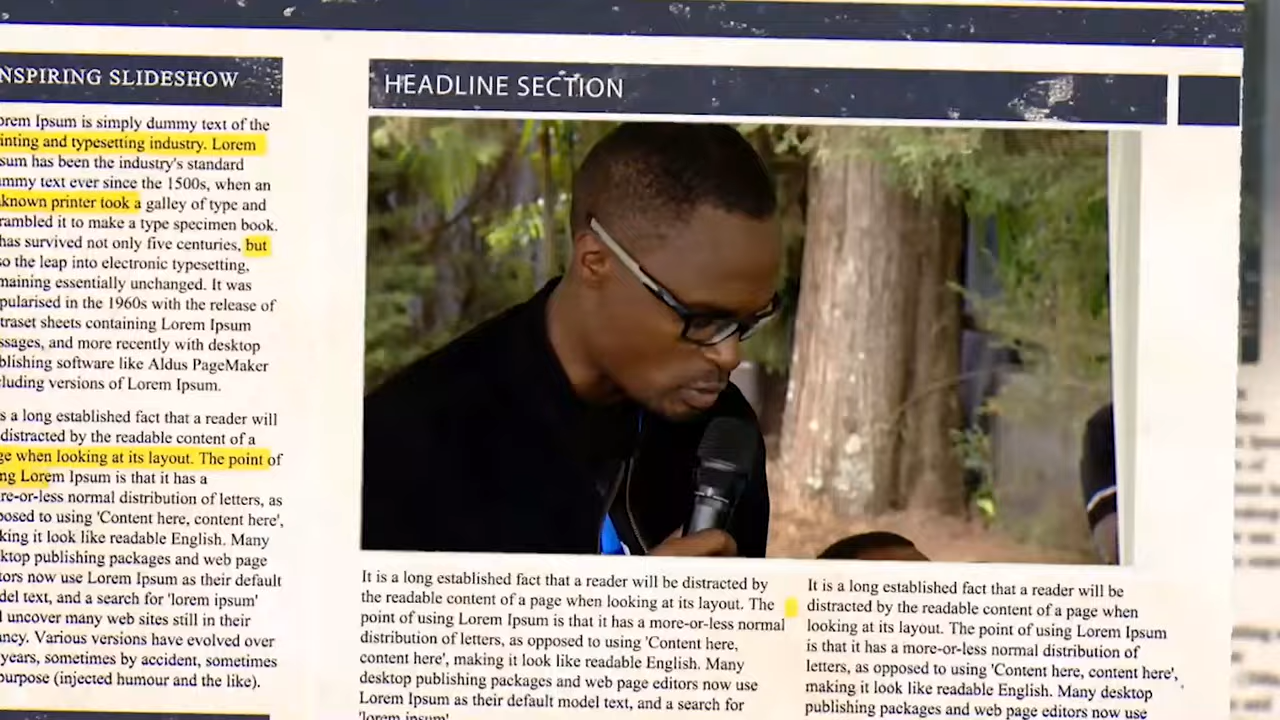 NSPIRING SLIDESHOW
orem Ipsum is simply dummy text of the
inting and typesetting industry. Lorem
sum has been the industry's standard
mmy text ever since the 1500s, when an
known printer took a galley of type and
rambled it to make a type specimen book.
has survived not only five centuries, but
so the leap into electronic typesetting,
maining essentially unchanged. It was
pularised in the 1960s with the release of
traset sheets containing Lorem Ipsum
ssages, and more recently with desktop
blishing software like Aldus PageMaker
cluding versions of Lorem Ipsum.
s a long established fact that a reader will
distracted by the readable content of a
ge when looking at its layout. The point of
ng Lorem Ipsum is that it has a
re-or-less normal distribution of letters, as
posed to using 'Content here, content here',
king it look like readable English. Many
ktop publishing packages and web page
tors now use Lorem Ipsum as their default
del text, and a search for 'lorem ipsum'
l uncover many web sites still in their
ancy. Various versions have evolved over
years, sometimes by accident, sometimes
purpose (injected humour and the like).
HEADLINE SECTION
It is a long established fact that a reader will be distracted by
the readable content of a page when looking at its layout. The
point of using Lorem Ipsum is that it has a more-or-less normal
distribution of letters, as opposed to using 'Content here,
content here', making it look like readable English. Many
desktop publishing packages and web page editors now use
Lorem Ipsum as their default model text, and a search for
'lorem ipsum'
It is a long established fact that a reader will be
distracted by the readable content of a page when
looking at its layout. The point of using Lorem Ipsum
is that it has a more-or-less normal distribution of
letters, as opposed to using 'Content here, content here',
making it look like readable English. Many desktop
publishing packages and web page editors now use